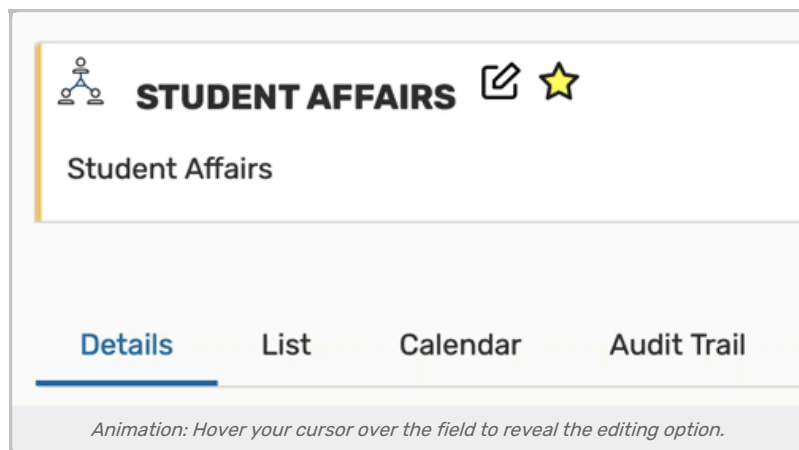 STUDENT AFFAIRS
Student Affairs
Details List Calendar Audit Trail
Animation: Hover your cursor over the field to reveal the editing option.